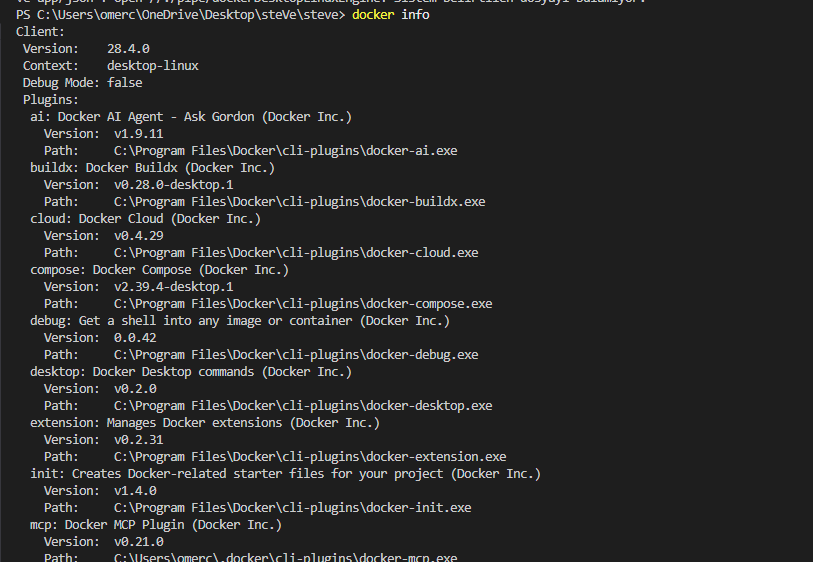 ve app/json : open //./pipe/dockerDesktopLinuxEngine: Sistem belirtilen dosyayı bulamıyor.
PS C:\Users\omerc\OneDrive\Desktop\steVe\steve> docker info
Client:
 Version:    28.4.0
 Context:    desktop-linux
 Debug Mode: false
 Plugins:
  ai: Docker AI Agent - Ask Gordon (Docker Inc.)
    Version:  v1.9.11
    Path:     C:\Program Files\Docker\cli-plugins\docker-ai.exe
  buildx: Docker Buildx (Docker Inc.)
    Version:  v0.28.0-desktop.1
    Path:     C:\Program Files\Docker\cli-plugins\docker-buildx.exe
  cloud: Docker Cloud (Docker Inc.)
    Version:  v0.4.29
    Path:     C:\Program Files\Docker\cli-plugins\docker-cloud.exe
  compose: Docker Compose (Docker Inc.)
    Version:  v2.39.4-desktop.1
    Path:     C:\Program Files\Docker\cli-plugins\docker-compose.exe
  debug: Get a shell into any image or container (Docker Inc.)
    Version:  0.0.42
    Path:     C:\Program Files\Docker\cli-plugins\docker-debug.exe
  desktop: Docker Desktop commands (Docker Inc.)
    Version:  v0.2.0
    Path:     C:\Program Files\Docker\cli-plugins\docker-desktop.exe
  extension: Manages Docker extensions (Docker Inc.)
    Version:  v0.2.31
    Path:     C:\Program Files\Docker\cli-plugins\docker-extension.exe
  init: Creates Docker-related starter files for your project (Docker Inc.)
    Version:  v1.4.0
    Path:     C:\Program Files\Docker\cli-plugins\docker-init.exe
  mcp: Docker MCP Plugin (Docker Inc.)
    Version:  v0.21.0
    Path:     C:\Users\omerc\.docker\cli-plugins\docker-mcp.exe